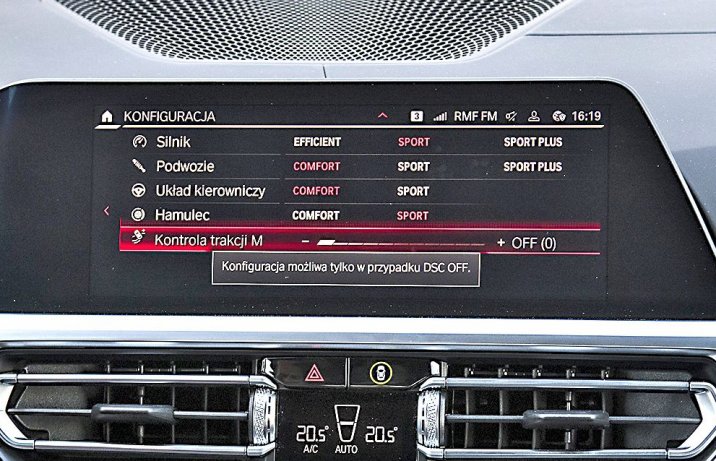 KONFIGURACJA 3 RMF FM 16:19
Silnik EFFICIENT SPORT SPORT PLUS
Podwozie COMFORT SPORT SPORT PLUS
Układ kierowniczy COMFORT SPORT
Hamulec COMFORT SPORT
Kontrola trakcji M − + OFF (0)
Konfiguracja możliwa tylko w przypadku DSC OFF.
20.5° 20.5°
A/C AUTO